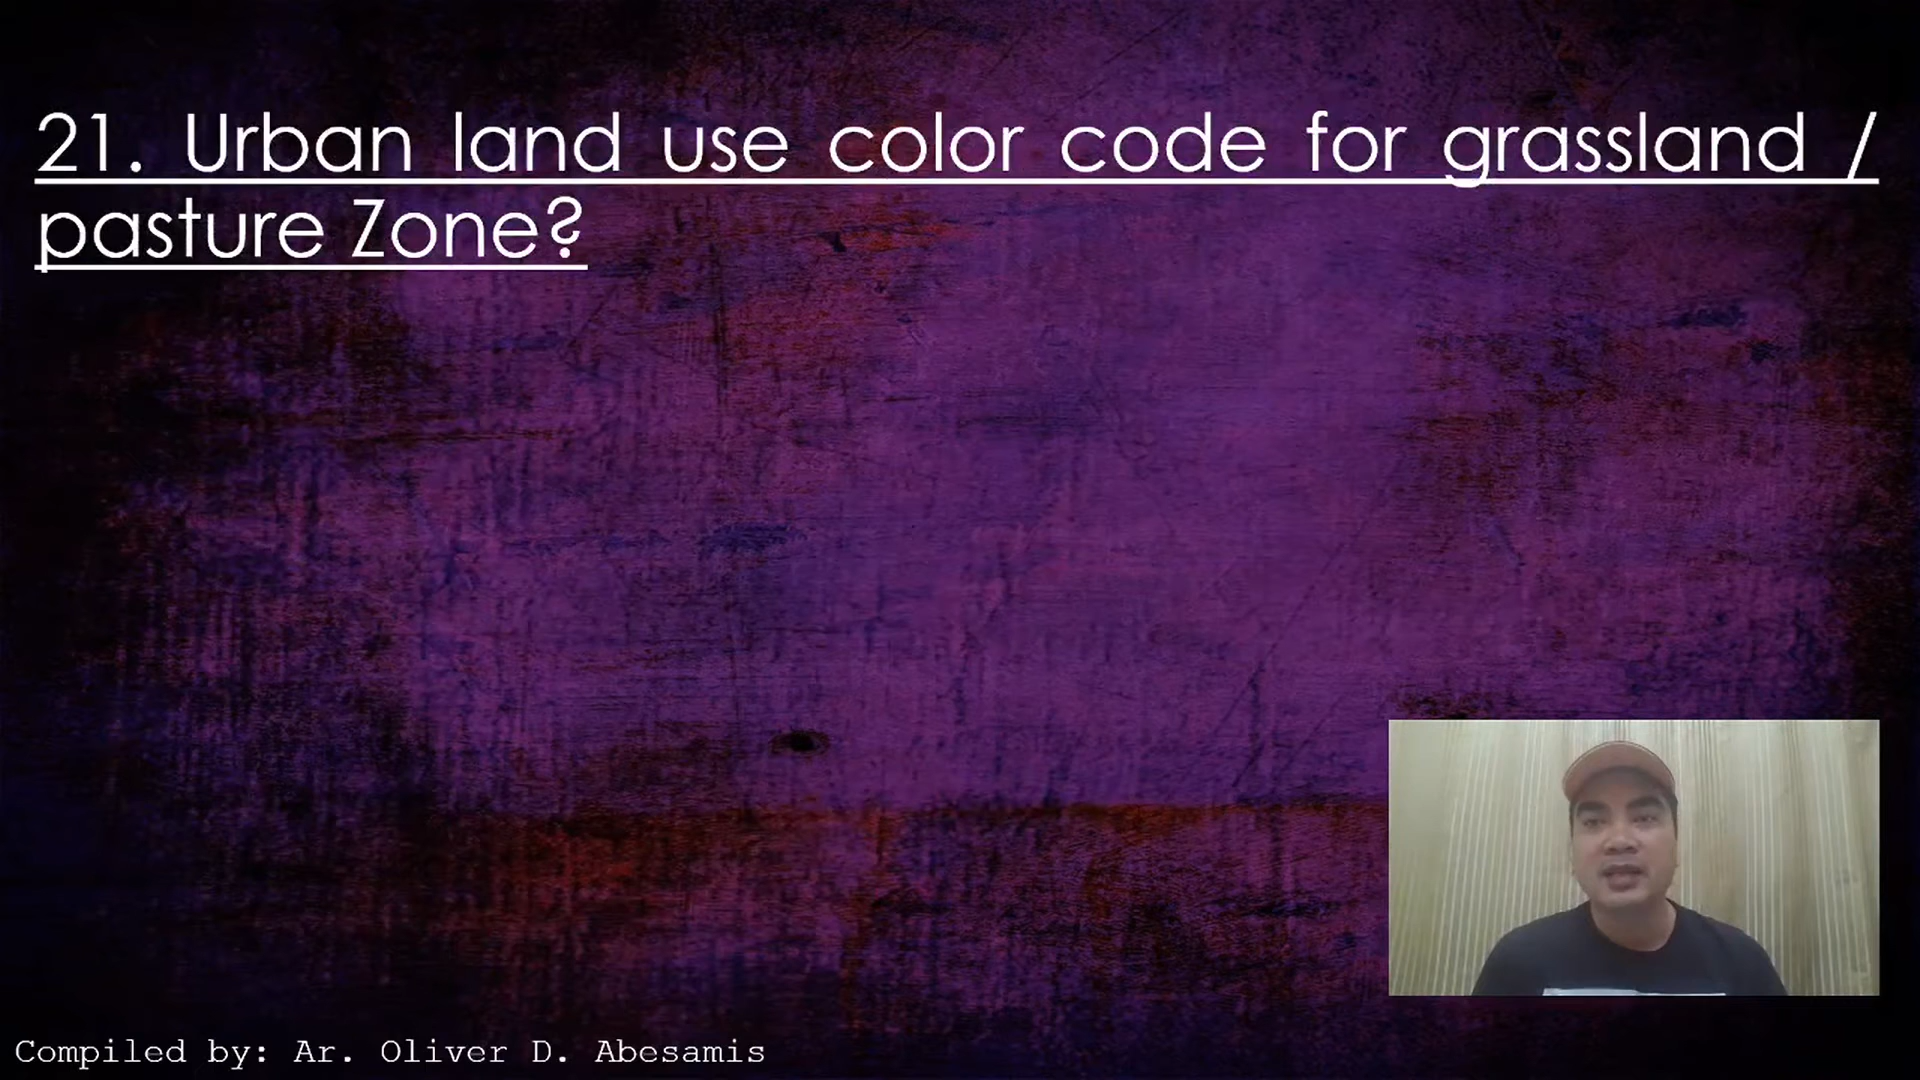 21. Urban land use color code for grassland /
pasture Zone?
Compiled by: Ar. Oliver D. Abesamis